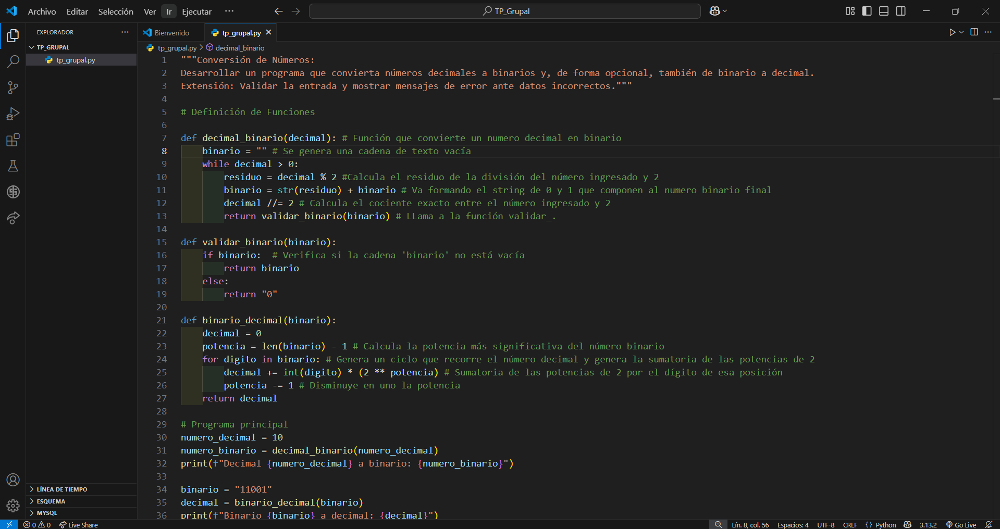 Archivo Editar Selección Ver Ir Ejecutar ··· TP_Grupal
EXPLORADOR ···
TP_GRUPAL
tp_grupal.py
LÍNEA DE TIEMPO
ESQUEMA
MYSQL
Bienvenido tp_grupal.py
tp_grupal.py > decimal_binario
1 """Conversión de Números:
2 Desarrollar un programa que convierta números decimales a binarios y, de forma opcional, también de binario a decimal.
3 Extensión: Validar la entrada y mostrar mensajes de error ante datos incorrectos."""
4
5 # Definición de Funciones
6
7 def decimal_binario(decimal): # Función que convierte un numero decimal en binario
8     binario = "" # Se genera una cadena de texto vacía
9     while decimal > 0:
10         residuo = decimal % 2 #Calcula el residuo de la división del número ingresado y 2
11         binario = str(residuo) + binario # Va formando el string de 0 y 1 que componen al numero binario final
12         decimal //= 2 # Calcula el cociente exacto entre el número ingresado y 2
13         return validar_binario(binario) # LLama a la función validar_.
14
15 def validar_binario(binario):
16     if binario:  # Verifica si la cadena 'binario' no está vacía
17         return binario
18     else:
19         return "0"
20
21 def binario_decimal(binario):
22     decimal = 0
23     potencia = len(binario) - 1 # Calcula la potencia más significativa del número binario
24     for digito in binario: # Genera un ciclo que recorre el número decimal y genera la sumatoria de las potencias de 2
25         decimal += int(digito) * (2 ** potencia) # Sumatoria de las potencias de 2 por el dígito de esa posición
26         potencia -= 1 # Disminuye en uno la potencia
27     return decimal
28
29 # Programa principal
30 numero_decimal = 10
31 numero_binario = decimal_binario(numero_decimal)
32 print(f"Decimal {numero_decimal} a binario: {numero_binario}")
33
34 binario = "11001"
35 decimal = binario_decimal(binario)
36 print(f"Binario {binario} a decimal: {decimal}")
0 0 Live Share Lín. 8, col. 56 Espacios: 4 UTF-8 CRLF {} Python 3.13.2 Go Live